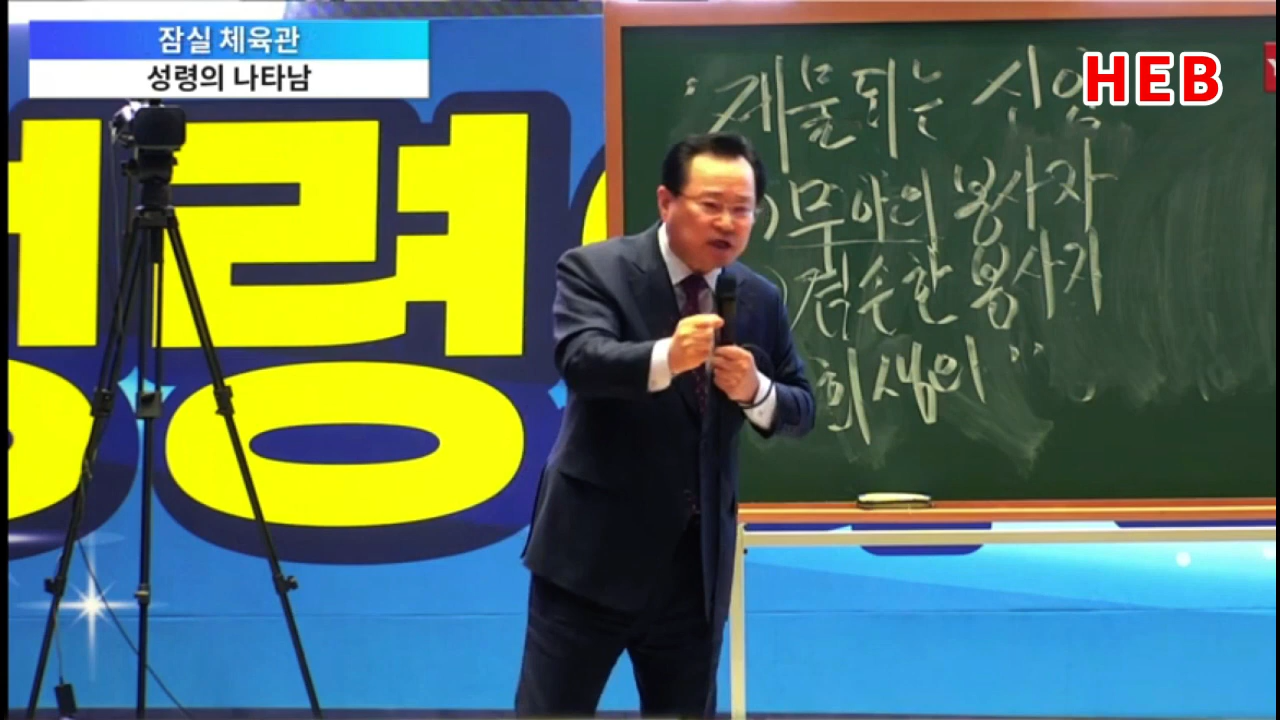 잠실 체육관
성령의 나타남
HEB
령
제물되는 신앙
무아의 봉사자
겸손한 봉사자
희생의